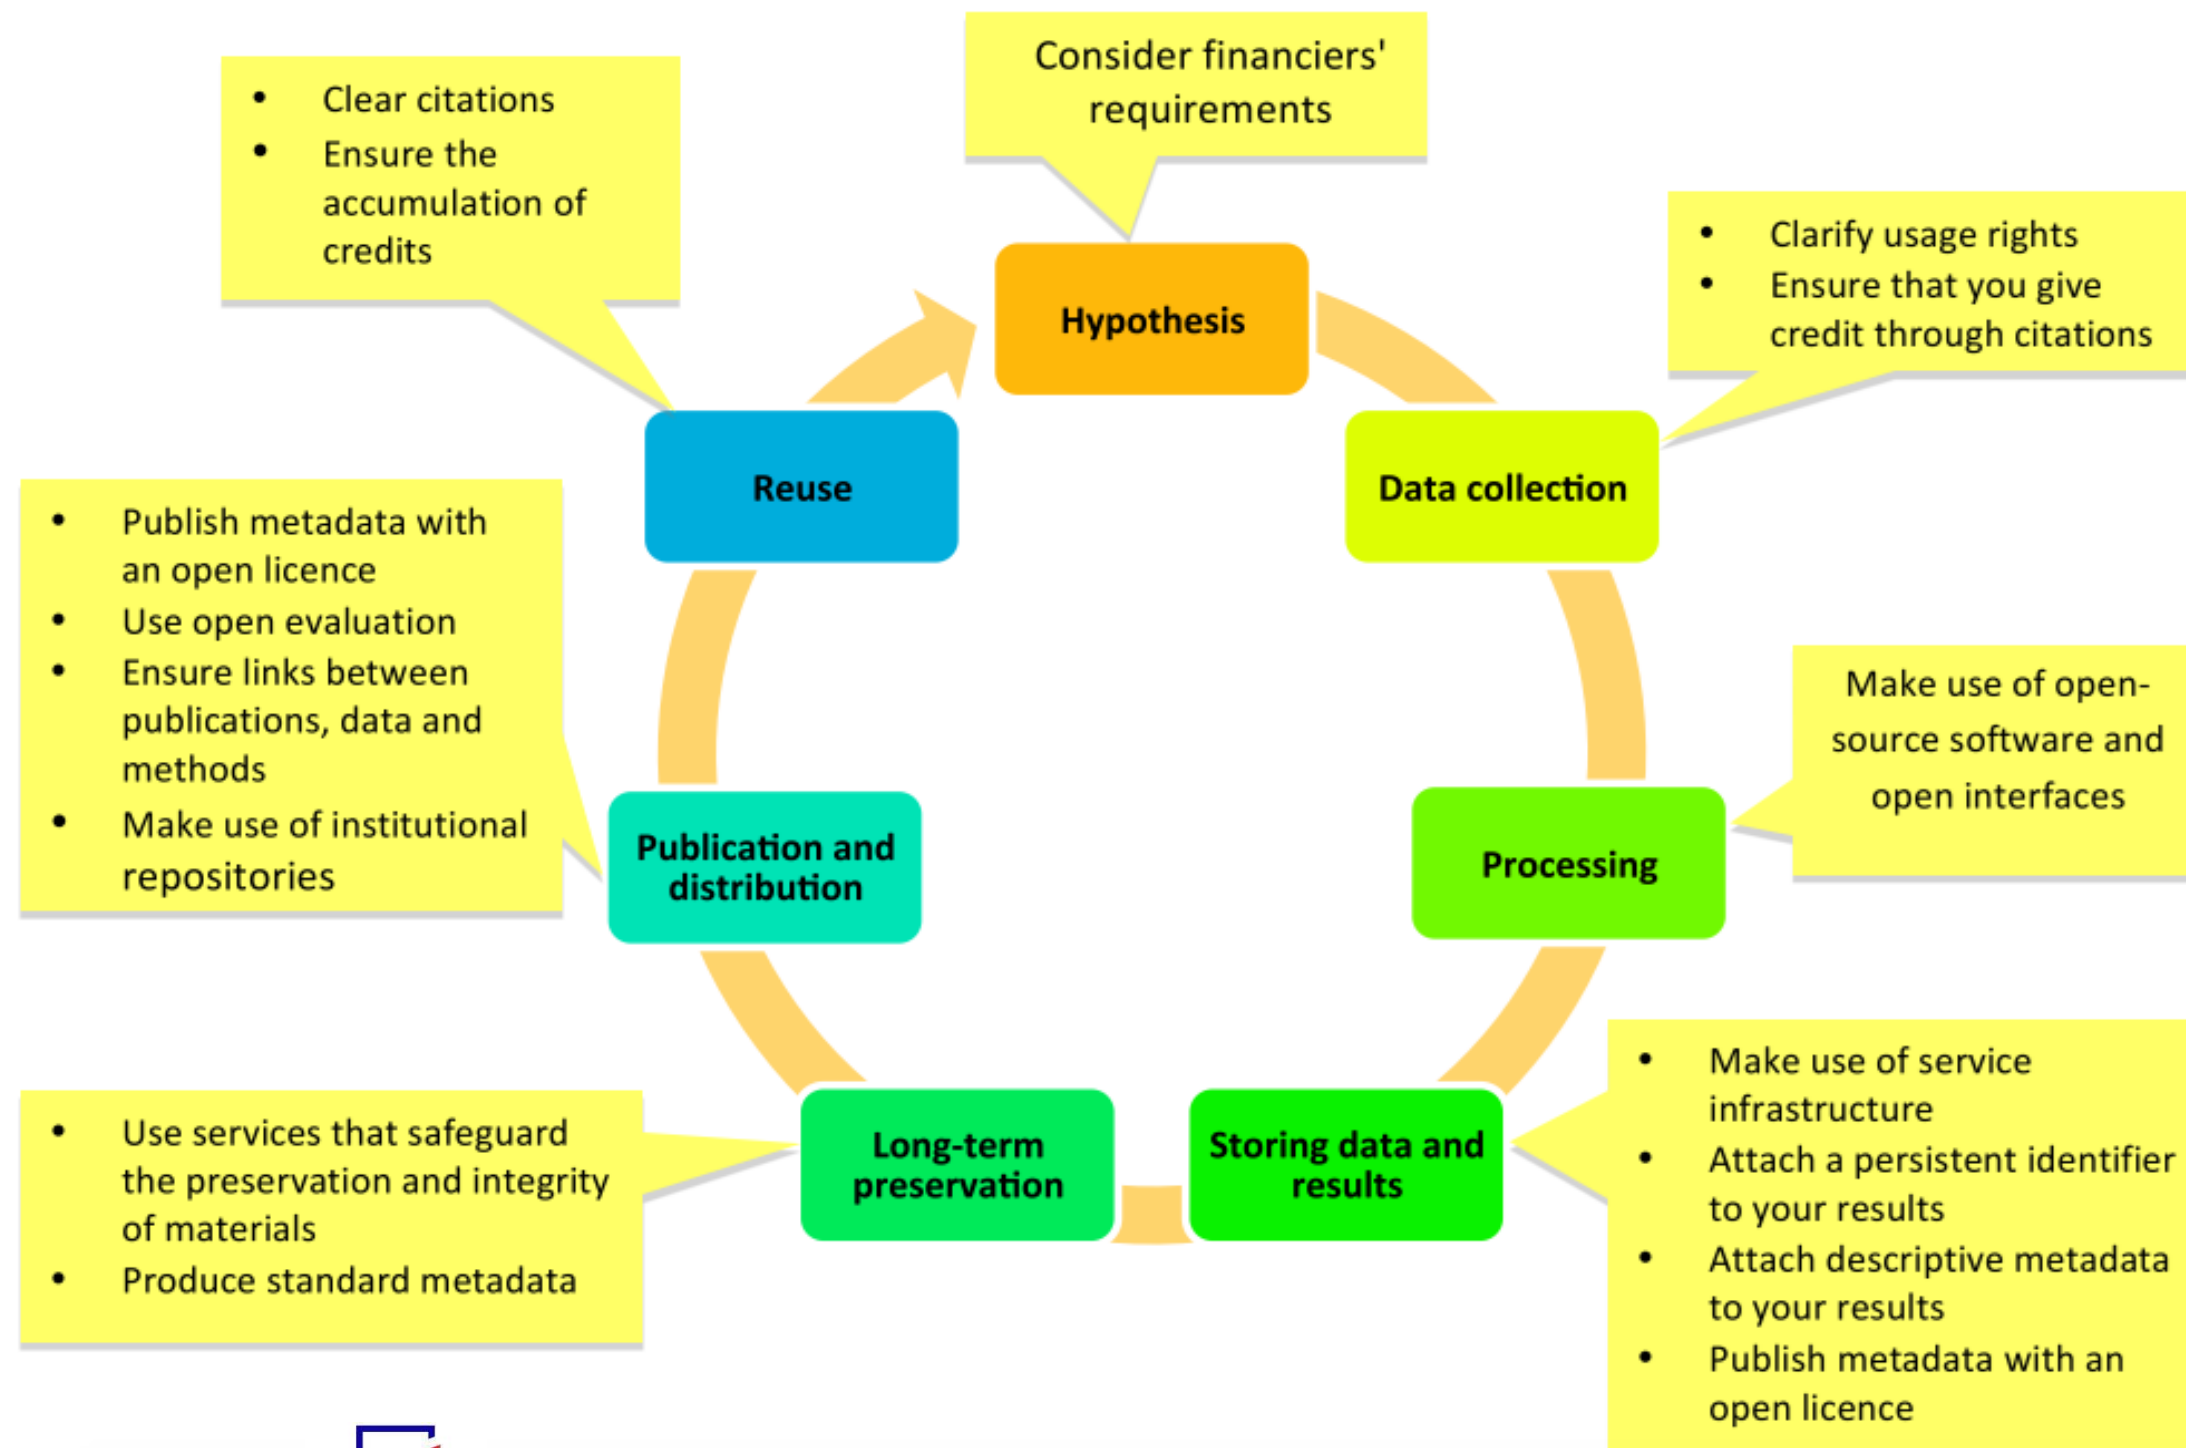 Consider financiers'
requirements
• Clear citations
• Ensure the
accumulation of
credits
• Clarify usage rights
• Ensure that you give
credit through citations
Hypothesis
Reuse
Data collection
• Publish metadata with
an open licence
• Use open evaluation
• Ensure links between
publications, data and
methods
• Make use of institutional
repositories
Make use of open-
source software and
open interfaces
Publication and
distribution
Processing
• Use services that safeguard
the preservation and integrity
of materials
• Produce standard metadata
Long-term
preservation
Storing data and
results
• Make use of service
infrastructure
• Attach a persistent identifier
to your results
• Attach descriptive metadata
to your results
• Publish metadata with an
open licence